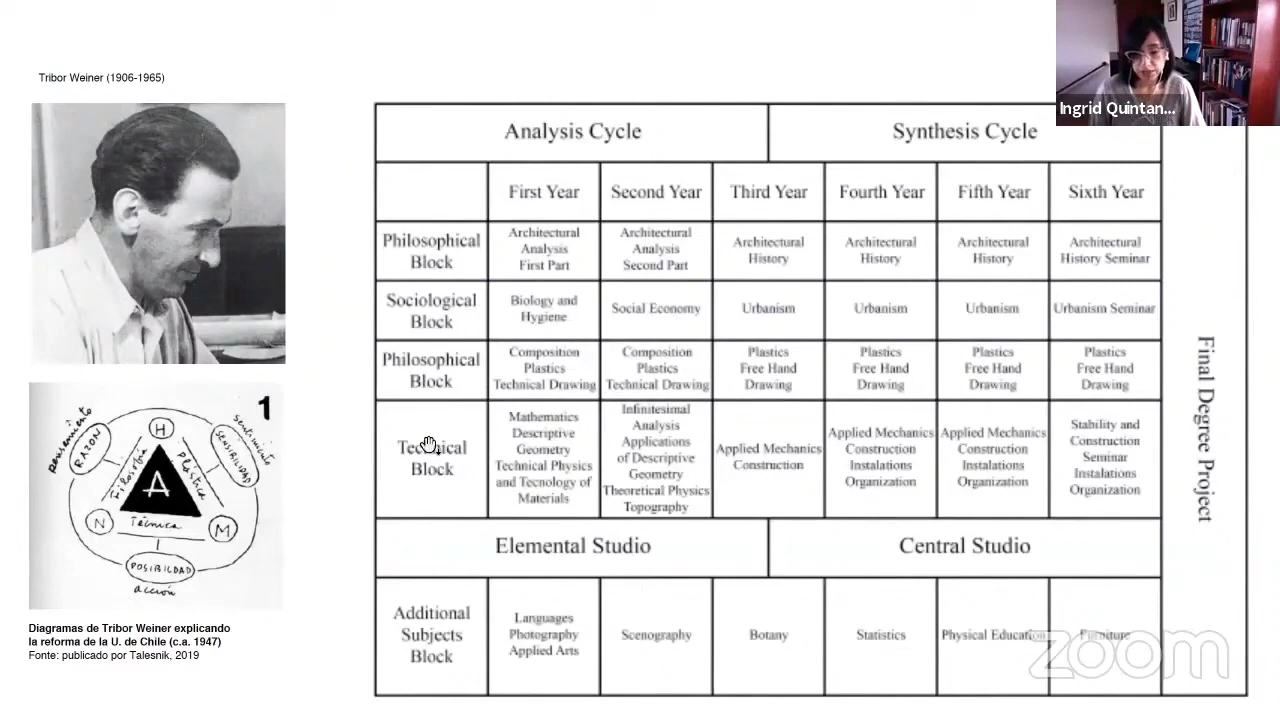 Tribor Weiner (1906-1965)
Ingrid Quintan...
Analysis Cycle
Synthesis Cycle
First Year
Second Year
Third Year
Fourth Year
Fifth Year
Sixth Year
Philosophical
Block
Architectural
Analysis
First Part
Architectural
Analysis
Second Part
Architectural
History
Architectural
History
Architectural
History
Architectural
History Seminar
Sociological
Block
Biology and
Hygiene
Social Economy
Urbanism
Urbanism
Urbanism
Urbanism Seminar
Philosophical
Block
Composition
Plastics
Technical Drawing
Composition
Plastics
Technical Drawing
Plastics
Free Hand
Drawing
Plastics
Free Hand
Drawing
Plastics
Free Hand
Drawing
Plastics
Free Hand
Drawing
Technical
Block
Mathematics
Descriptive
Geometry
Technical Physics
and Tecnology of
Materials
Infinitesimal
Analysis
Applications
of Descriptive
Geometry
Theoretical Physics
Topography
Applied Mechanics
Construction
Applied Mechanics
Construction
Instalations
Organization
Applied Mechanics
Construction
Instalations
Organization
Stability and
Construction
Seminar
Instalations
Organization
Elemental Studio
Central Studio
Additional
Subjects
Block
Languages
Photography
Applied Arts
Scenography
Botany
Statistics
Physical Education
Furniture
Final Degree Project
1
pensamiento
RAZON
H
sentimiento
SENSIBILIDAD
Filosofía
Plástica
A
N
Técnica
M
POSIBILDAD
acción
Diagramas de Tribor Weiner explicando
la reforma de la U. de Chile (c.a. 1947)
Fonte: publicado por Talesnik, 2019
zoom